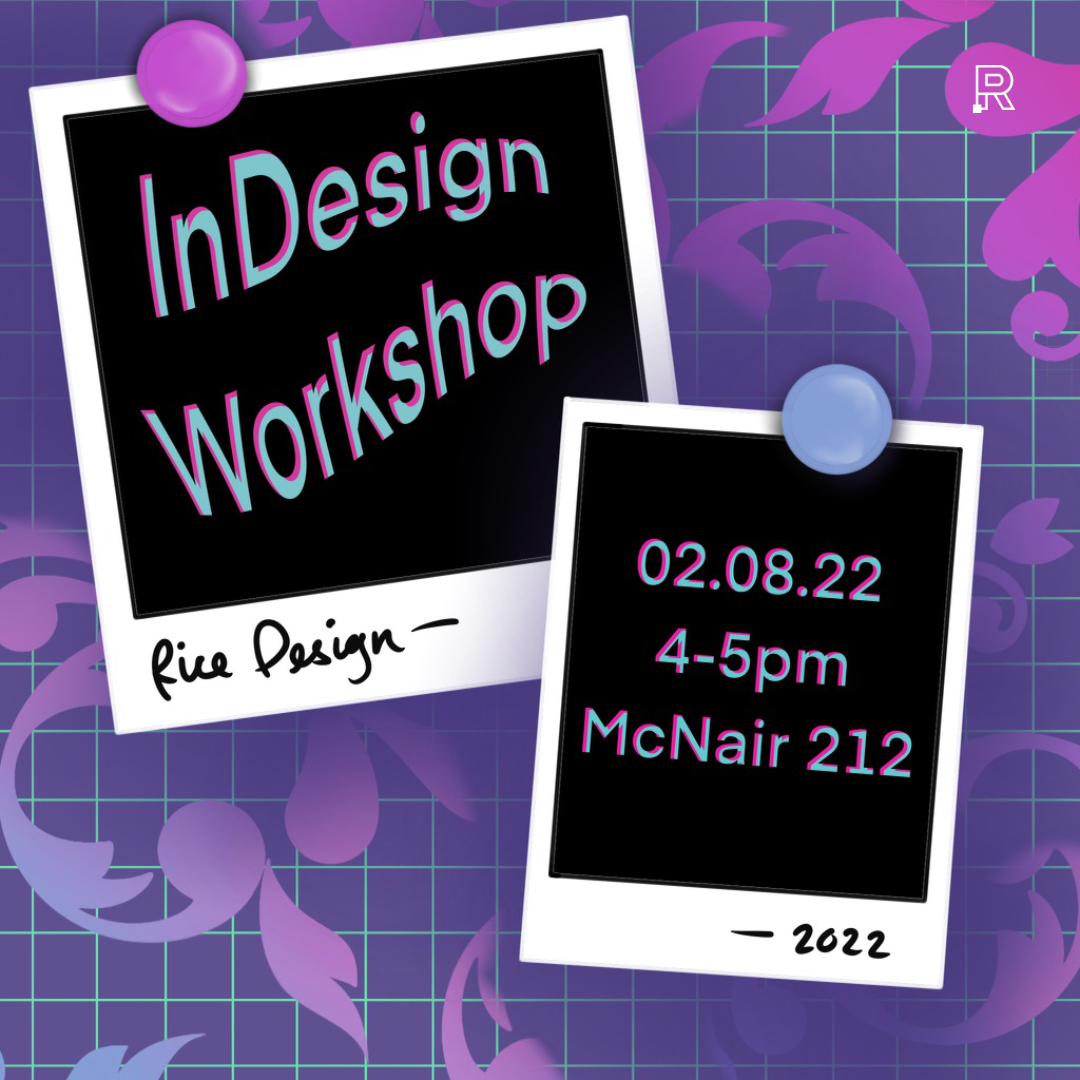 R
InDesign
Workshop
Rice Design —
02.08.22
4-5pm
McNair 212
— 2022